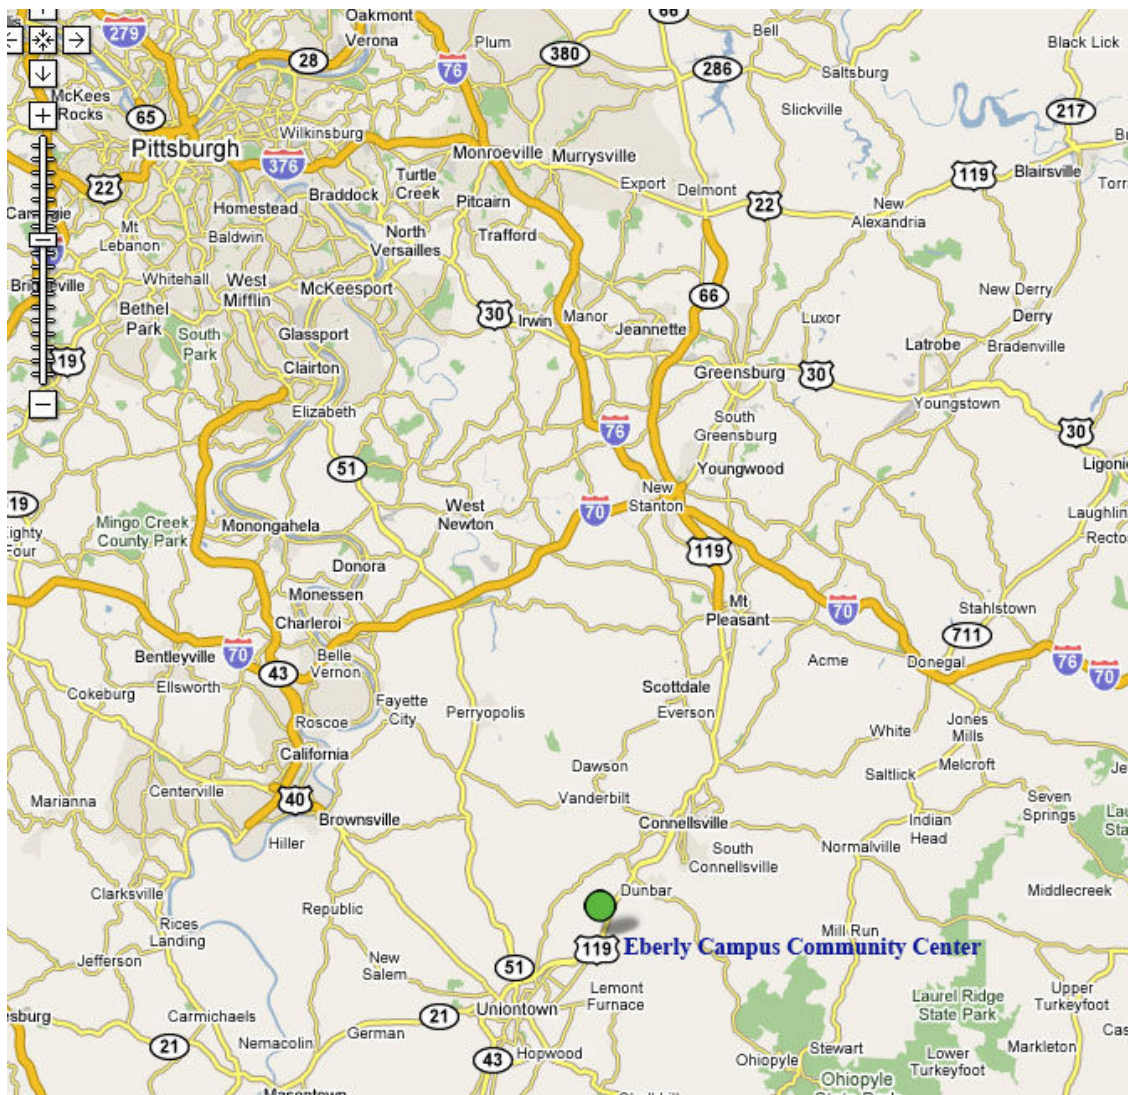 66
Oakmont
279
Verona
Plum
380
Bell
Black Lick
28
76
286
Saltsburg
McKees
Rocks
Slickville
65
217
Wilkinsburg
Pittsburgh
376
Monroeville
Murrysville
119
Blairsville
22
Turtle
Creek
Export
Delmont
Braddock
New
Alexandria
Homestead
Pitcairn
22
Mt
Lebanon
Baldwin
North
Versailles
Trafford
Whitehall
West
Mifflin
McKeesport
66
New Derry
Derry
Bethel
Park
South
Park
Glassport
30
Irwin
Manor
Jeannette
Luxor
Latrobe
Bradenville
19
Clairton
Greensburg
30
Youngstown
Elizabeth
76
South
Greensburg
30
51
Youngwood
19
New
Stanton
West
Newton
70
Mingo Creek
County Park
Monongahela
119
Donora
Monessen
Mt
Pleasant
70
Stahlstown
Charleroi
711
Bentleyville
70
Belle
Vernon
Acme
Donegal
76
70
43
Ellsworth
Cokeburg
Fayette
City
Scottdale
Perryopolis
Everson
Roscoe
White
Jones
Mills
California
Dawson
Saltlick
Melcroft
Marianna
Centerville
40
Vanderbilt
Seven
Springs
Brownsville
Connellsville
Indian
Head
Hiller
South
Connellsville
Normalville
Clarksville
Dunbar
Middlecreek
Republic
Rices
Landing
Mill Run
Jefferson
119
Eberly Campus Community Center
New
Salem
51
Lemont
Furnace
Laurel Ridge
State Park
Upper
Turkeyfoot
Uniontown
Carmichaels
21
German
21
Nemacolin
43
Hopwood
Ohiopyle
Stewart
Lower
Turkeyfoot
Markleton
Ohiopyle